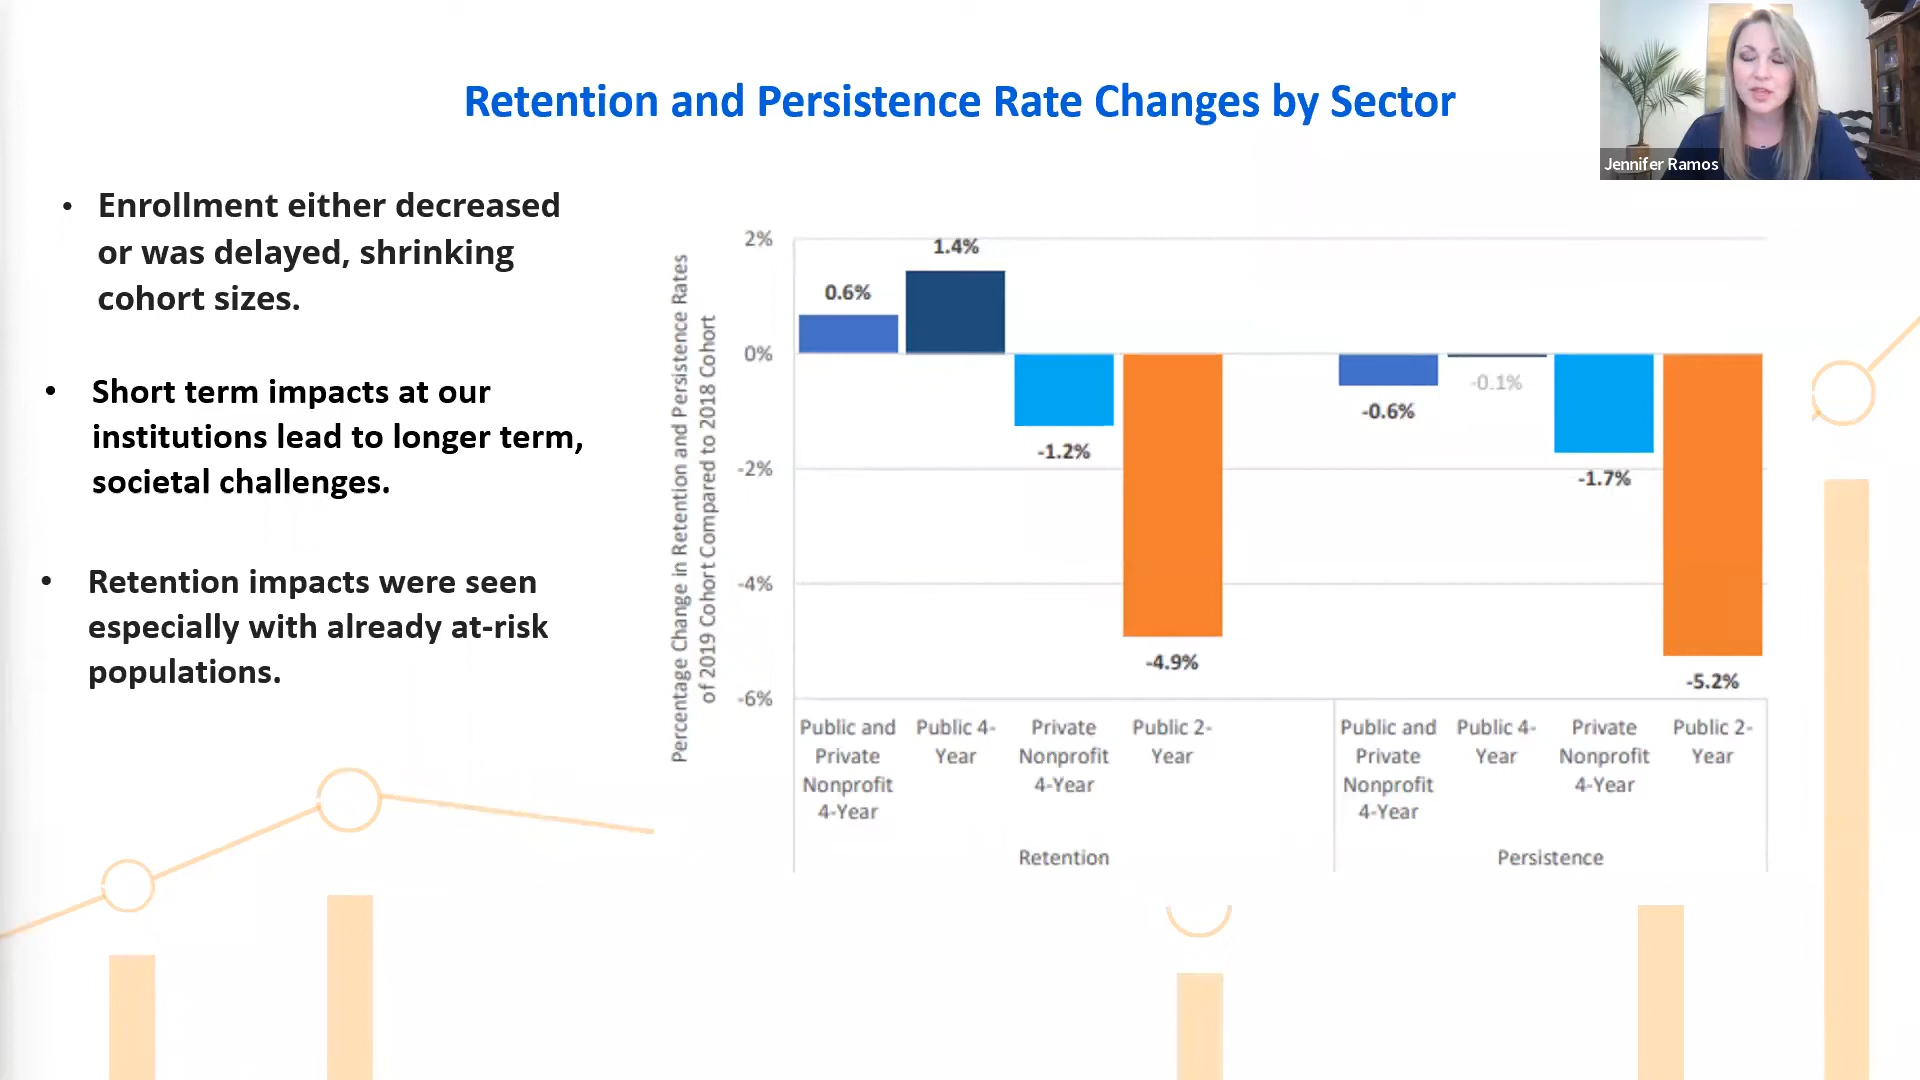 Retention and Persistence Rate Changes by Sector
Jennifer Ramos
• Enrollment either decreased
or was delayed, shrinking
cohort sizes.
• Short term impacts at our
institutions lead to longer term,
societal challenges.
• Retention impacts were seen
especially with already at-risk
populations.
Percentage Change in Retention and Persistence Rates
of 2019 Cohort Compared to 2018 Cohort
2%
0%
-2%
-4%
-6%
0.6%
1.4%
-1.2%
-4.9%
-0.6%
-0.1%
-1.7%
-5.2%
Public and
Private
Nonprofit
4-Year
Public 4-
Year
Private
Nonprofit
4-Year
Public 2-
Year
Public and
Private
Nonprofit
4-Year
Public 4-
Year
Private
Nonprofit
4-Year
Public 2-
Year
Retention
Persistence